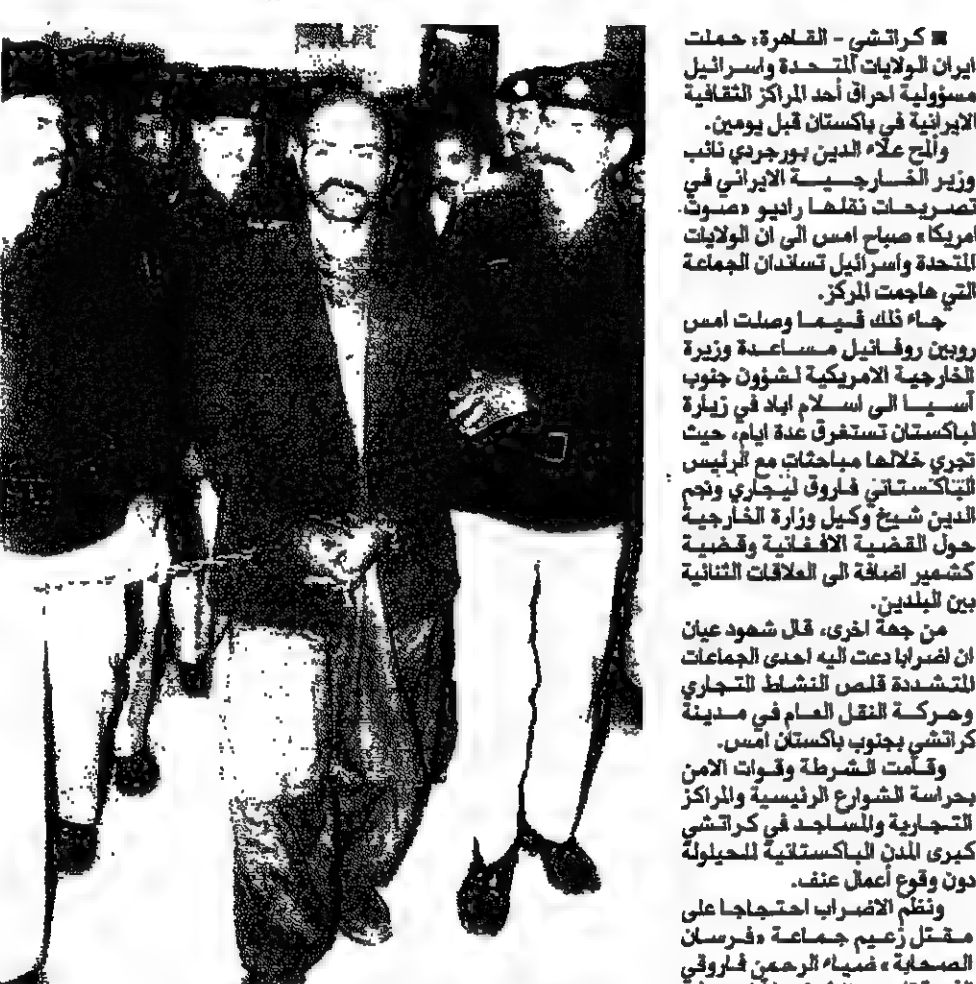 ■ كراتشي - القاهرة: حملت
ايران الولايات المتحدة واسرائيل
مسؤولية احراق أحد المراكز الثقافية
الايرانية في باكستان قبل يومين.
وألمح علاء الدين بورجردي نائب
وزير الخارجية الايراني في
تصريحات نقلها راديو «صوت
امريكا» صباح امس الى ان الولايات
المتحدة واسرائيل تساندان الجماعة
التي هاجمت المركز.
جاء ذلك فيما وصلت امس
روبين روفانيل مساعدة وزيرة
الخارجية الامريكية لشؤون جنوب
آسيا الى اسلام اباد في زيارة
لباكستان تستغرق عدة ايام، حيث
تجري خلالها مباحثات مع الرئيس
الباكستاني فاروق ليجاري ونجم
الدين شيخ وكيل وزارة الخارجية
حول القضية الافغانية وقضية
كشمير اضافة الى العلاقات الثنائية
بين البلدين.
من جهة اخرى، قال شهود عيان
ان اضرابا دعت اليه احدى الجماعات
المتشددة قلص النشاط التجاري
وحركة النقل العام في مدينة
كراتشي بجنوب باكستان امس.
وقامت الشرطة وقوات الامن
بحراسة الشوارع الرئيسية والمراكز
التجارية والمساجد في كراتشي
كبرى المدن الباكستانية للحيلولة
دون وقوع أعمال عنف.
ونظم الاضراب احتجاجا على
مقتل زعيم جماعة «فرسان
الصحابة» ضياء الرحمن فاروقي